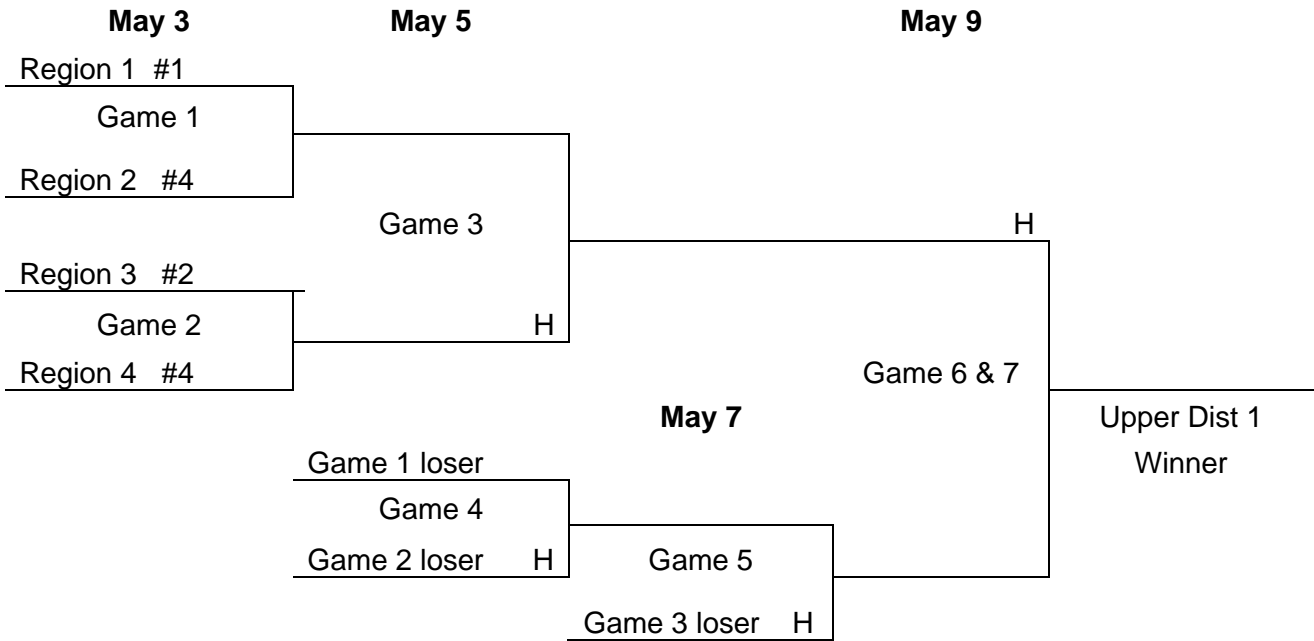 May 3 May 5 May 9
Region 1 #1
Game 1
Region 2 #4
Game 3 H
Region 3 #2
Game 2 H
Region 4 #4 Game 6 & 7
May 7 Upper Dist 1
Game 1 loser Winner
Game 4
Game 2 loser H Game 5
Game 3 loser H